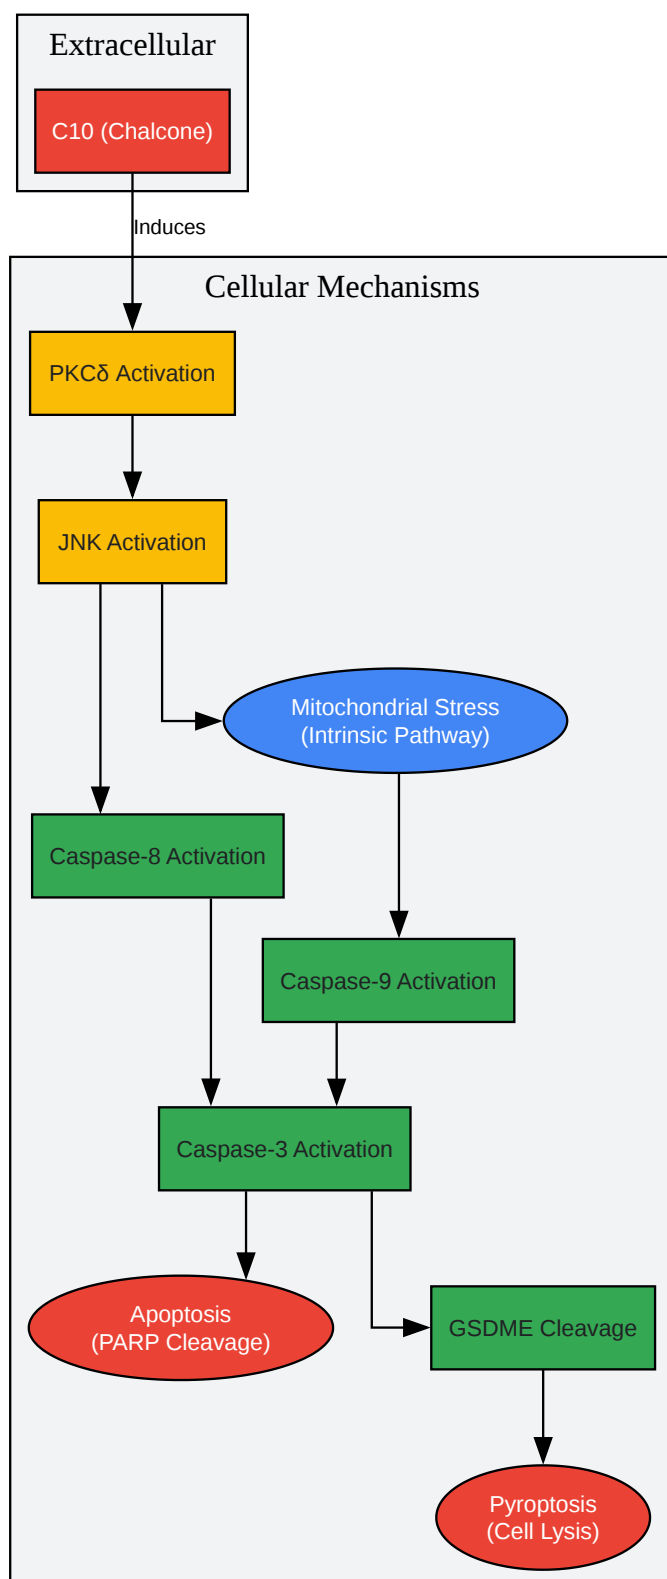 Extracellular
C10 (Chalcone)
Induces
Cellular Mechanisms
PKCδ Activation
JNK Activation
Mitochondrial Stress
(Intrinsic Pathway)
Caspase-8 Activation
Caspase-9 Activation
Caspase-3 Activation
Apoptosis
(PARP Cleavage)
GSDME Cleavage
Pyroptosis
(Cell Lysis)